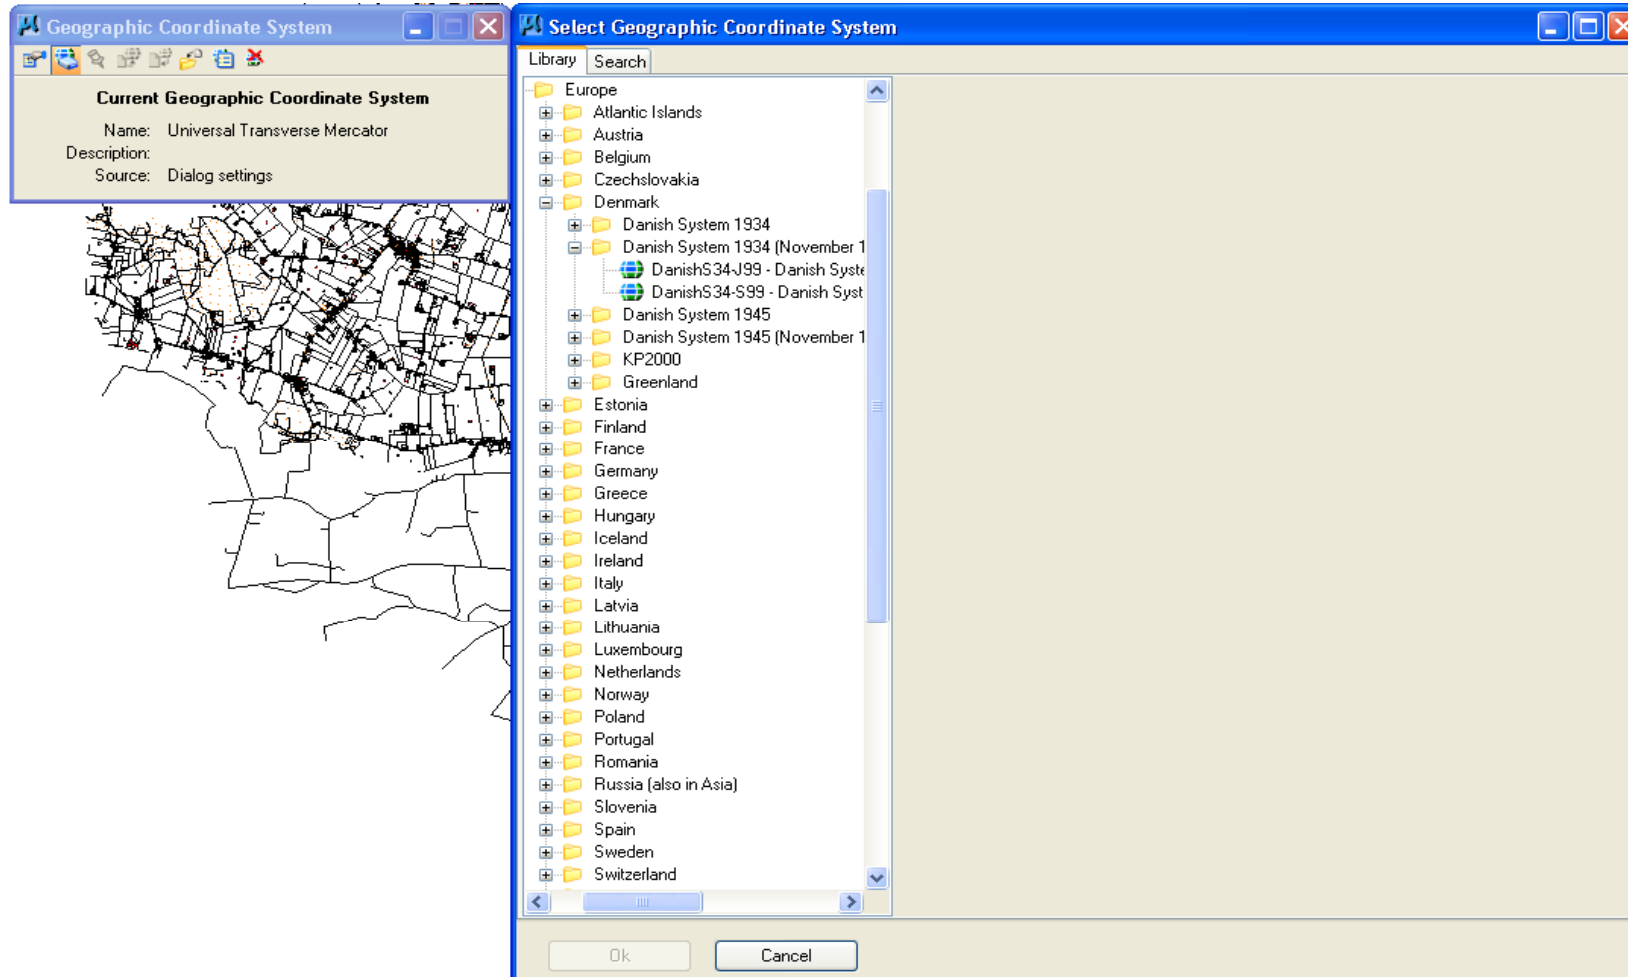 Geographic Coordinate System
Current Geographic Coordinate System
Name: Universal Transverse Mercator
Description:
Source: Dialog settings
Select Geographic Coordinate System
Library Search
Europe
Atlantic Islands
Austria
Belgium
Czechslovakia
Denmark
Danish System 1934
Danish System 1934 (November 1
DanishS34-J99 - Danish Syste
DanishS34-S99 - Danish Syst
Danish System 1945
Danish System 1945 (November 1
KP2000
Greenland
Estonia
Finland
France
Germany
Greece
Hungary
Iceland
Ireland
Italy
Latvia
Lithuania
Luxembourg
Netherlands
Norway
Poland
Portugal
Romania
Russia (also in Asia)
Slovenia
Spain
Sweden
Switzerland
Ok Cancel